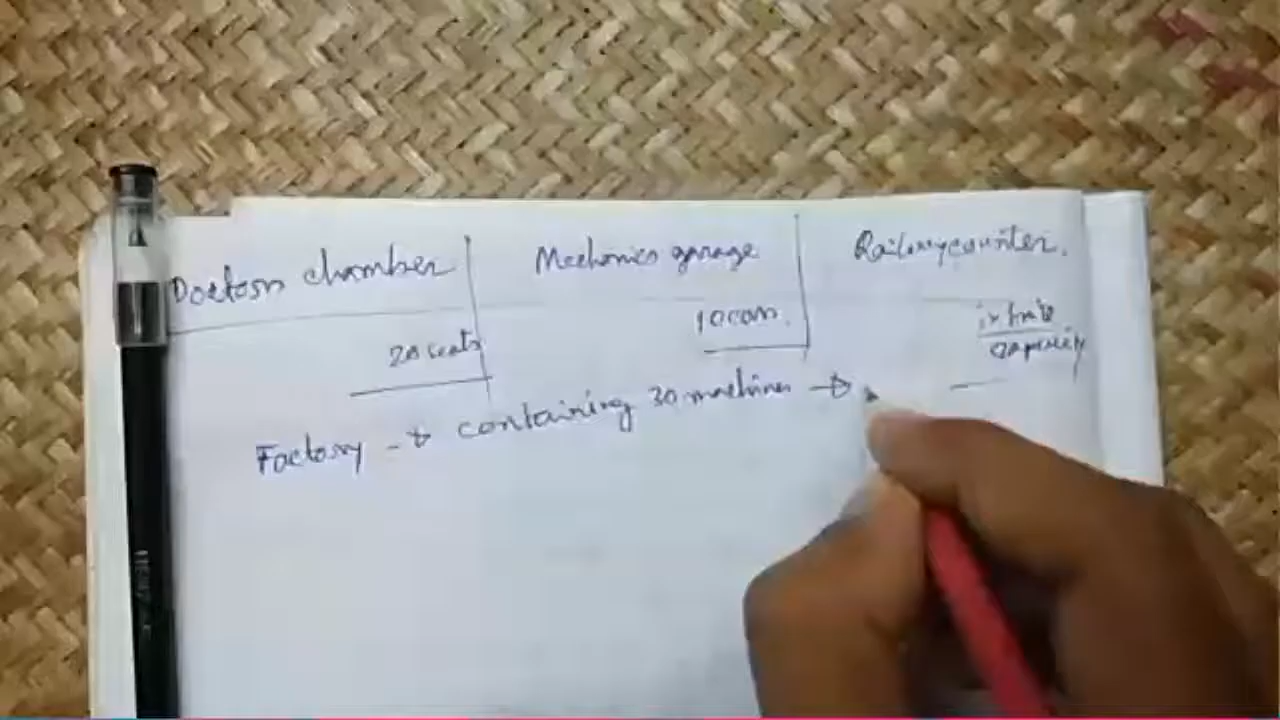 Doctors chamber
Mechanics garage
Railway counter.
20 seats
10 cars.
infinite
capacity
Factory → containing 30 machines →